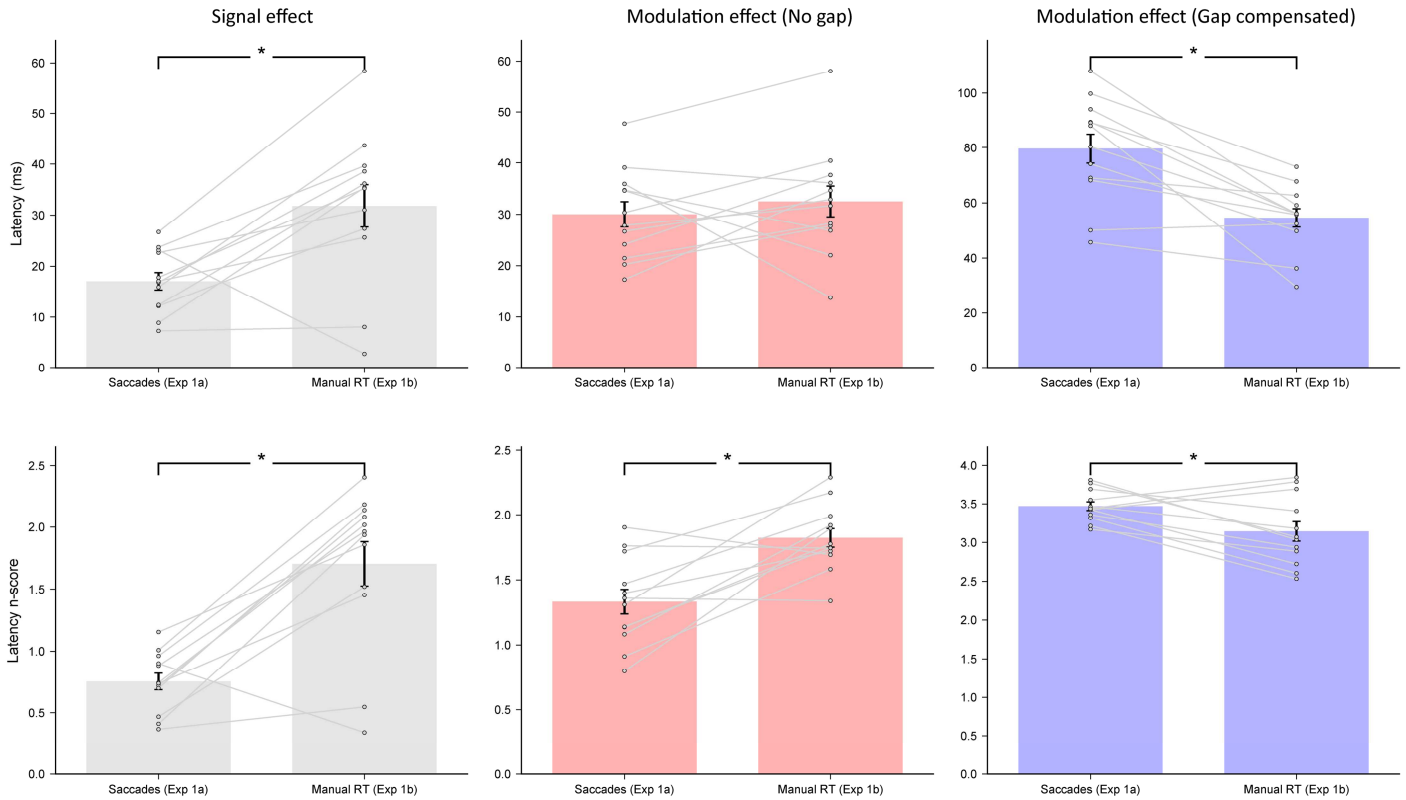 Signal effect
Modulation effect (No gap)
Modulation effect (Gap compensated)
Latency (ms)
60
50
40
30
20
10
0
*
Saccades (Exp 1a)
Manual RT (Exp 1b)
60
50
40
30
20
10
0
Saccades (Exp 1a)
Manual RT (Exp 1b)
100
80
60
40
20
0
*
Saccades (Exp 1a)
Manual RT (Exp 1b)
Latency n-score
2.5
2.0
1.5
1.0
0.5
0.0
*
Saccades (Exp 1a)
Manual RT (Exp 1b)
2.5
2.0
1.5
1.0
0.5
0.0
*
Saccades (Exp 1a)
Manual RT (Exp 1b)
4.0
3.5
3.0
2.5
2.0
1.5
1.0
0.5
0.0
*
Saccades (Exp 1a)
Manual RT (Exp 1b)